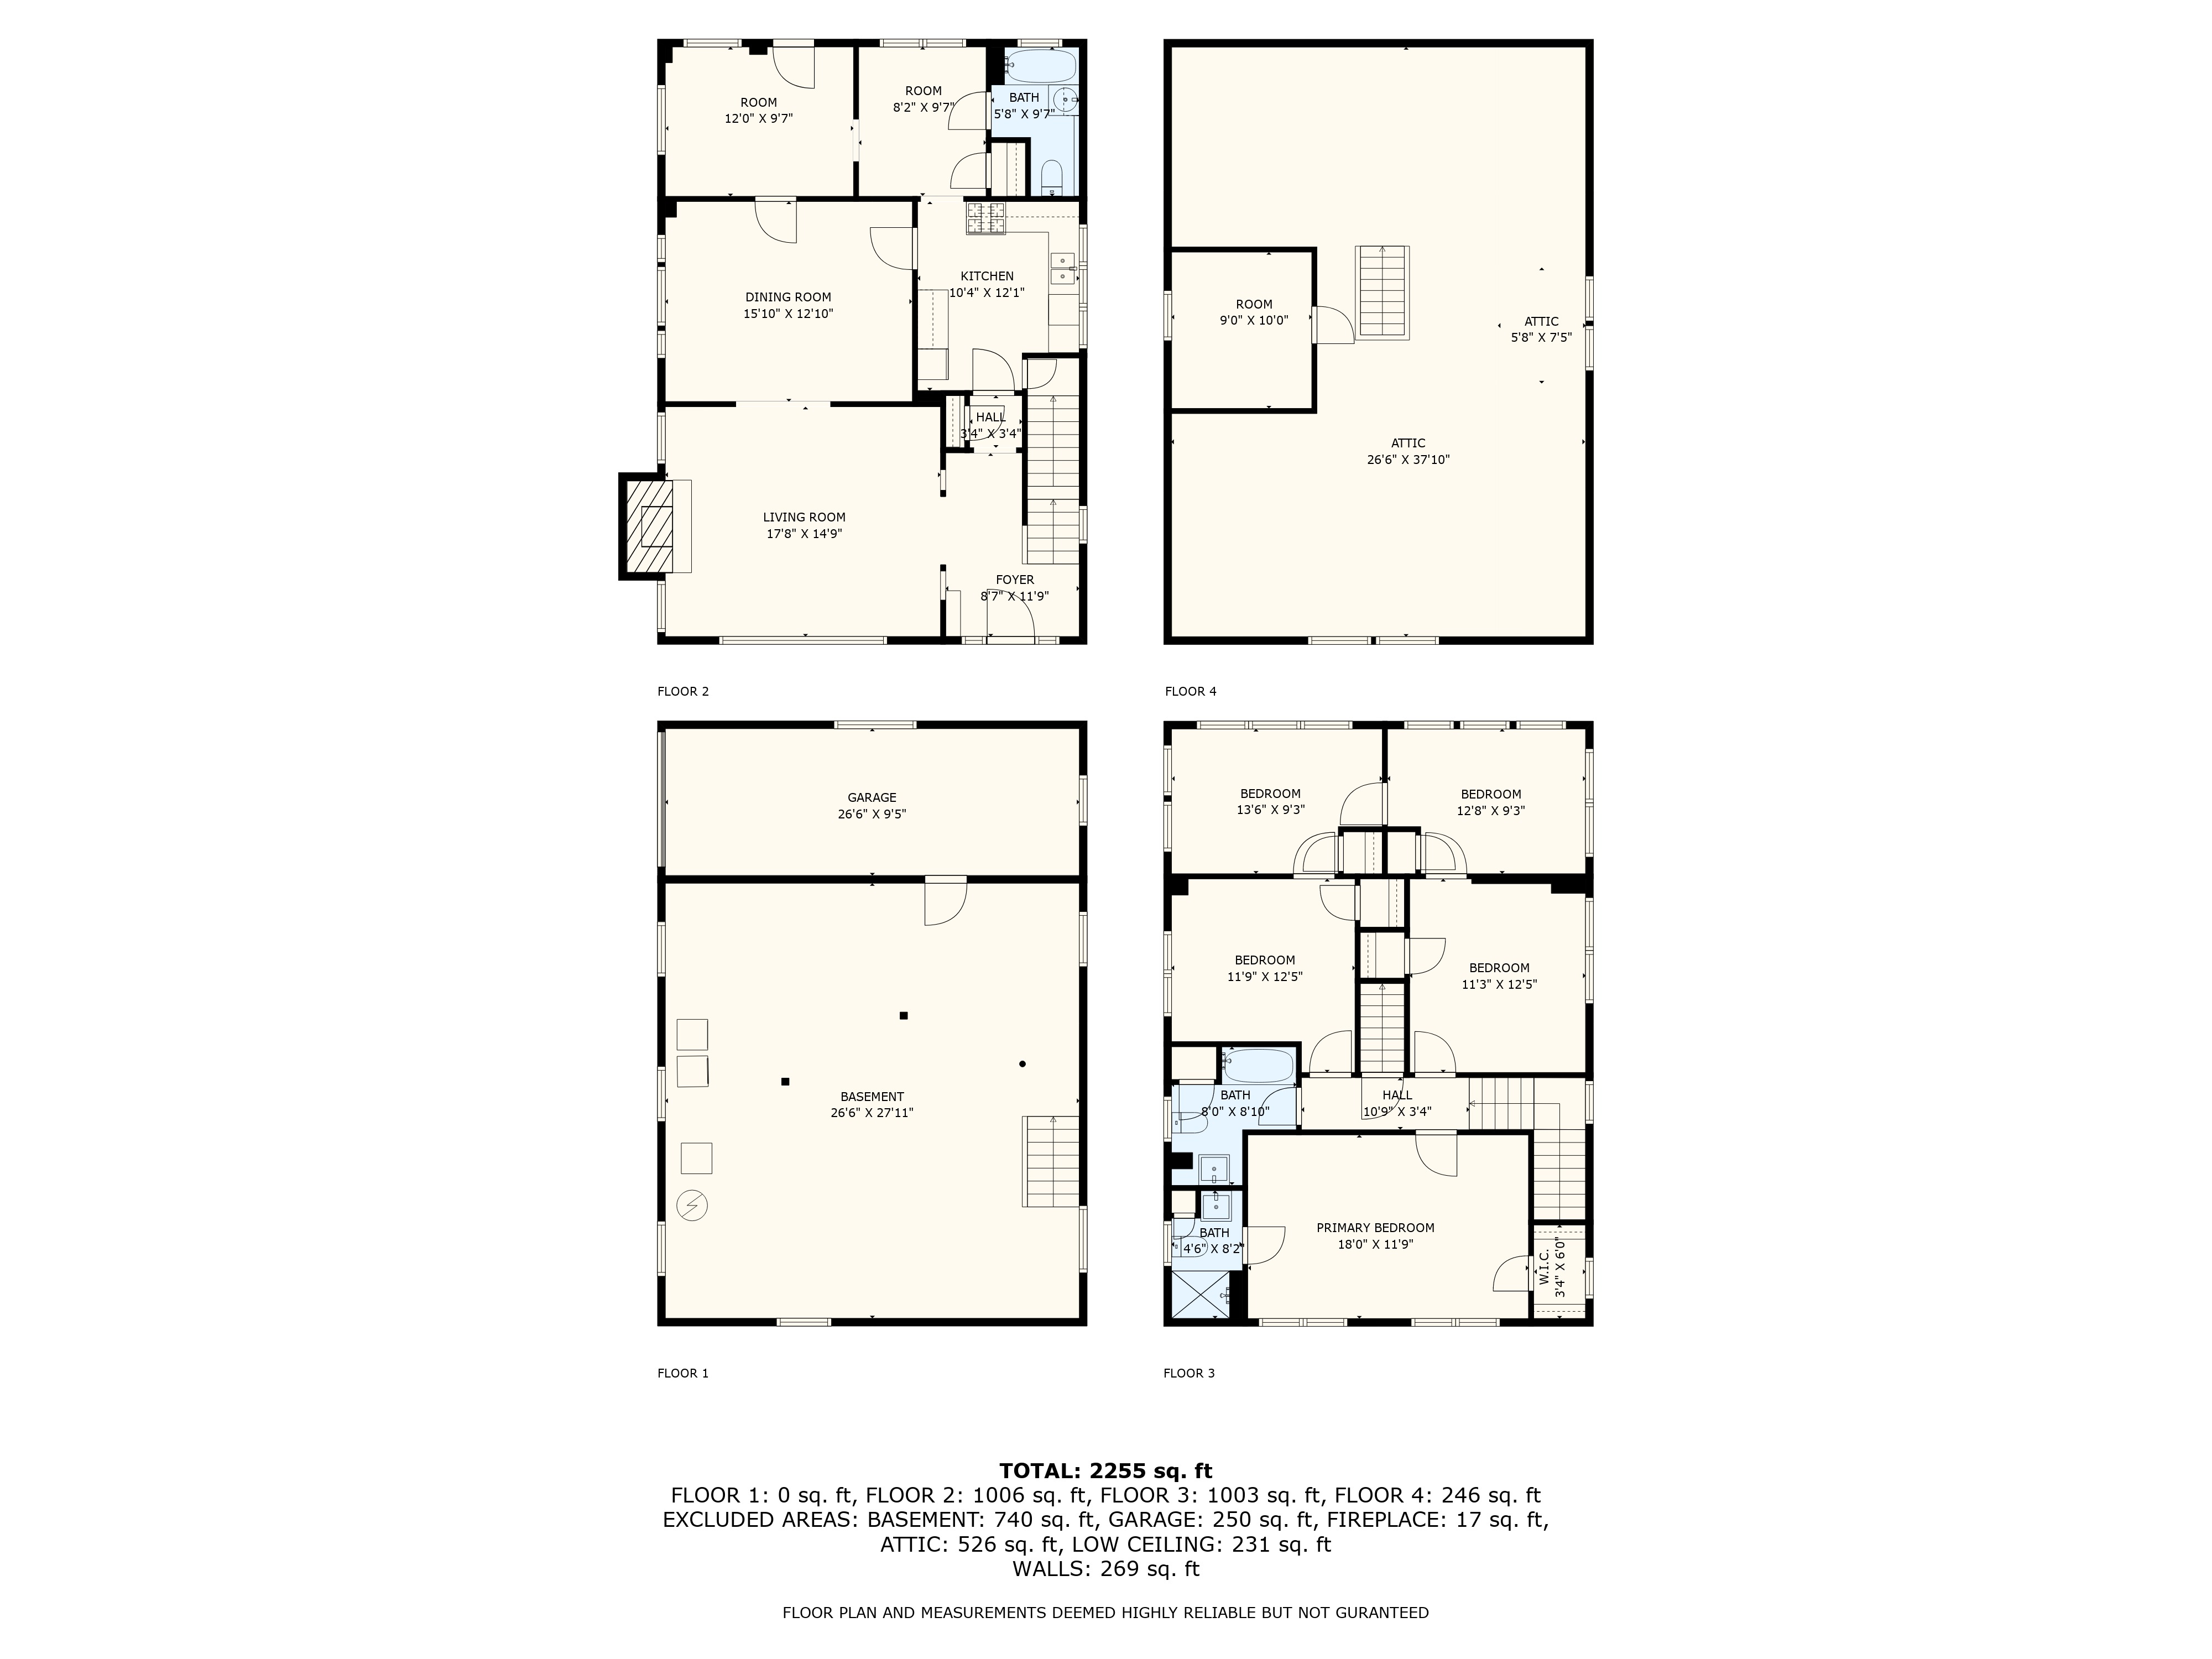 ROOM
12'0" X 9'7"
ROOM
8'2" X 9'7"
BATH
5'8" X 9'7"
DINING ROOM
15'10" X 12'10"
KITCHEN
10'4" X 12'1"
HALL
3'4" X 3'4"
LIVING ROOM
17'8" X 14'9"
FOYER
8'7" X 11'9"
FLOOR 2
ROOM
9'0" X 10'0"
ATTIC
5'8" X 7'5"
ATTIC
26'6" X 37'10"
FLOOR 4
GARAGE
26'6" X 9'5"
BASEMENT
26'6" X 27'11"
FLOOR 1
BEDROOM
13'6" X 9'3"
BEDROOM
12'8" X 9'3"
BEDROOM
11'9" X 12'5"
BEDROOM
11'3" X 12'5"
BATH
8'0" X 8'10"
HALL
10'9" X 3'4"
BATH
4'6" X 8'2"
PRIMARY BEDROOM
18'0" X 11'9"
W.I.C.
3'4" X 6'0"
FLOOR 3
TOTAL: 2255 sq. ft
FLOOR 1: 0 sq. ft, FLOOR 2: 1006 sq. ft, FLOOR 3: 1003 sq. ft, FLOOR 4: 246 sq. ft
EXCLUDED AREAS: BASEMENT: 740 sq. ft, GARAGE: 250 sq. ft, FIREPLACE: 17 sq. ft,
ATTIC: 526 sq. ft, LOW CEILING: 231 sq. ft
WALLS: 269 sq. ft
FLOOR PLAN AND MEASUREMENTS DEEMED HIGHLY RELIABLE BUT NOT GURANTEED